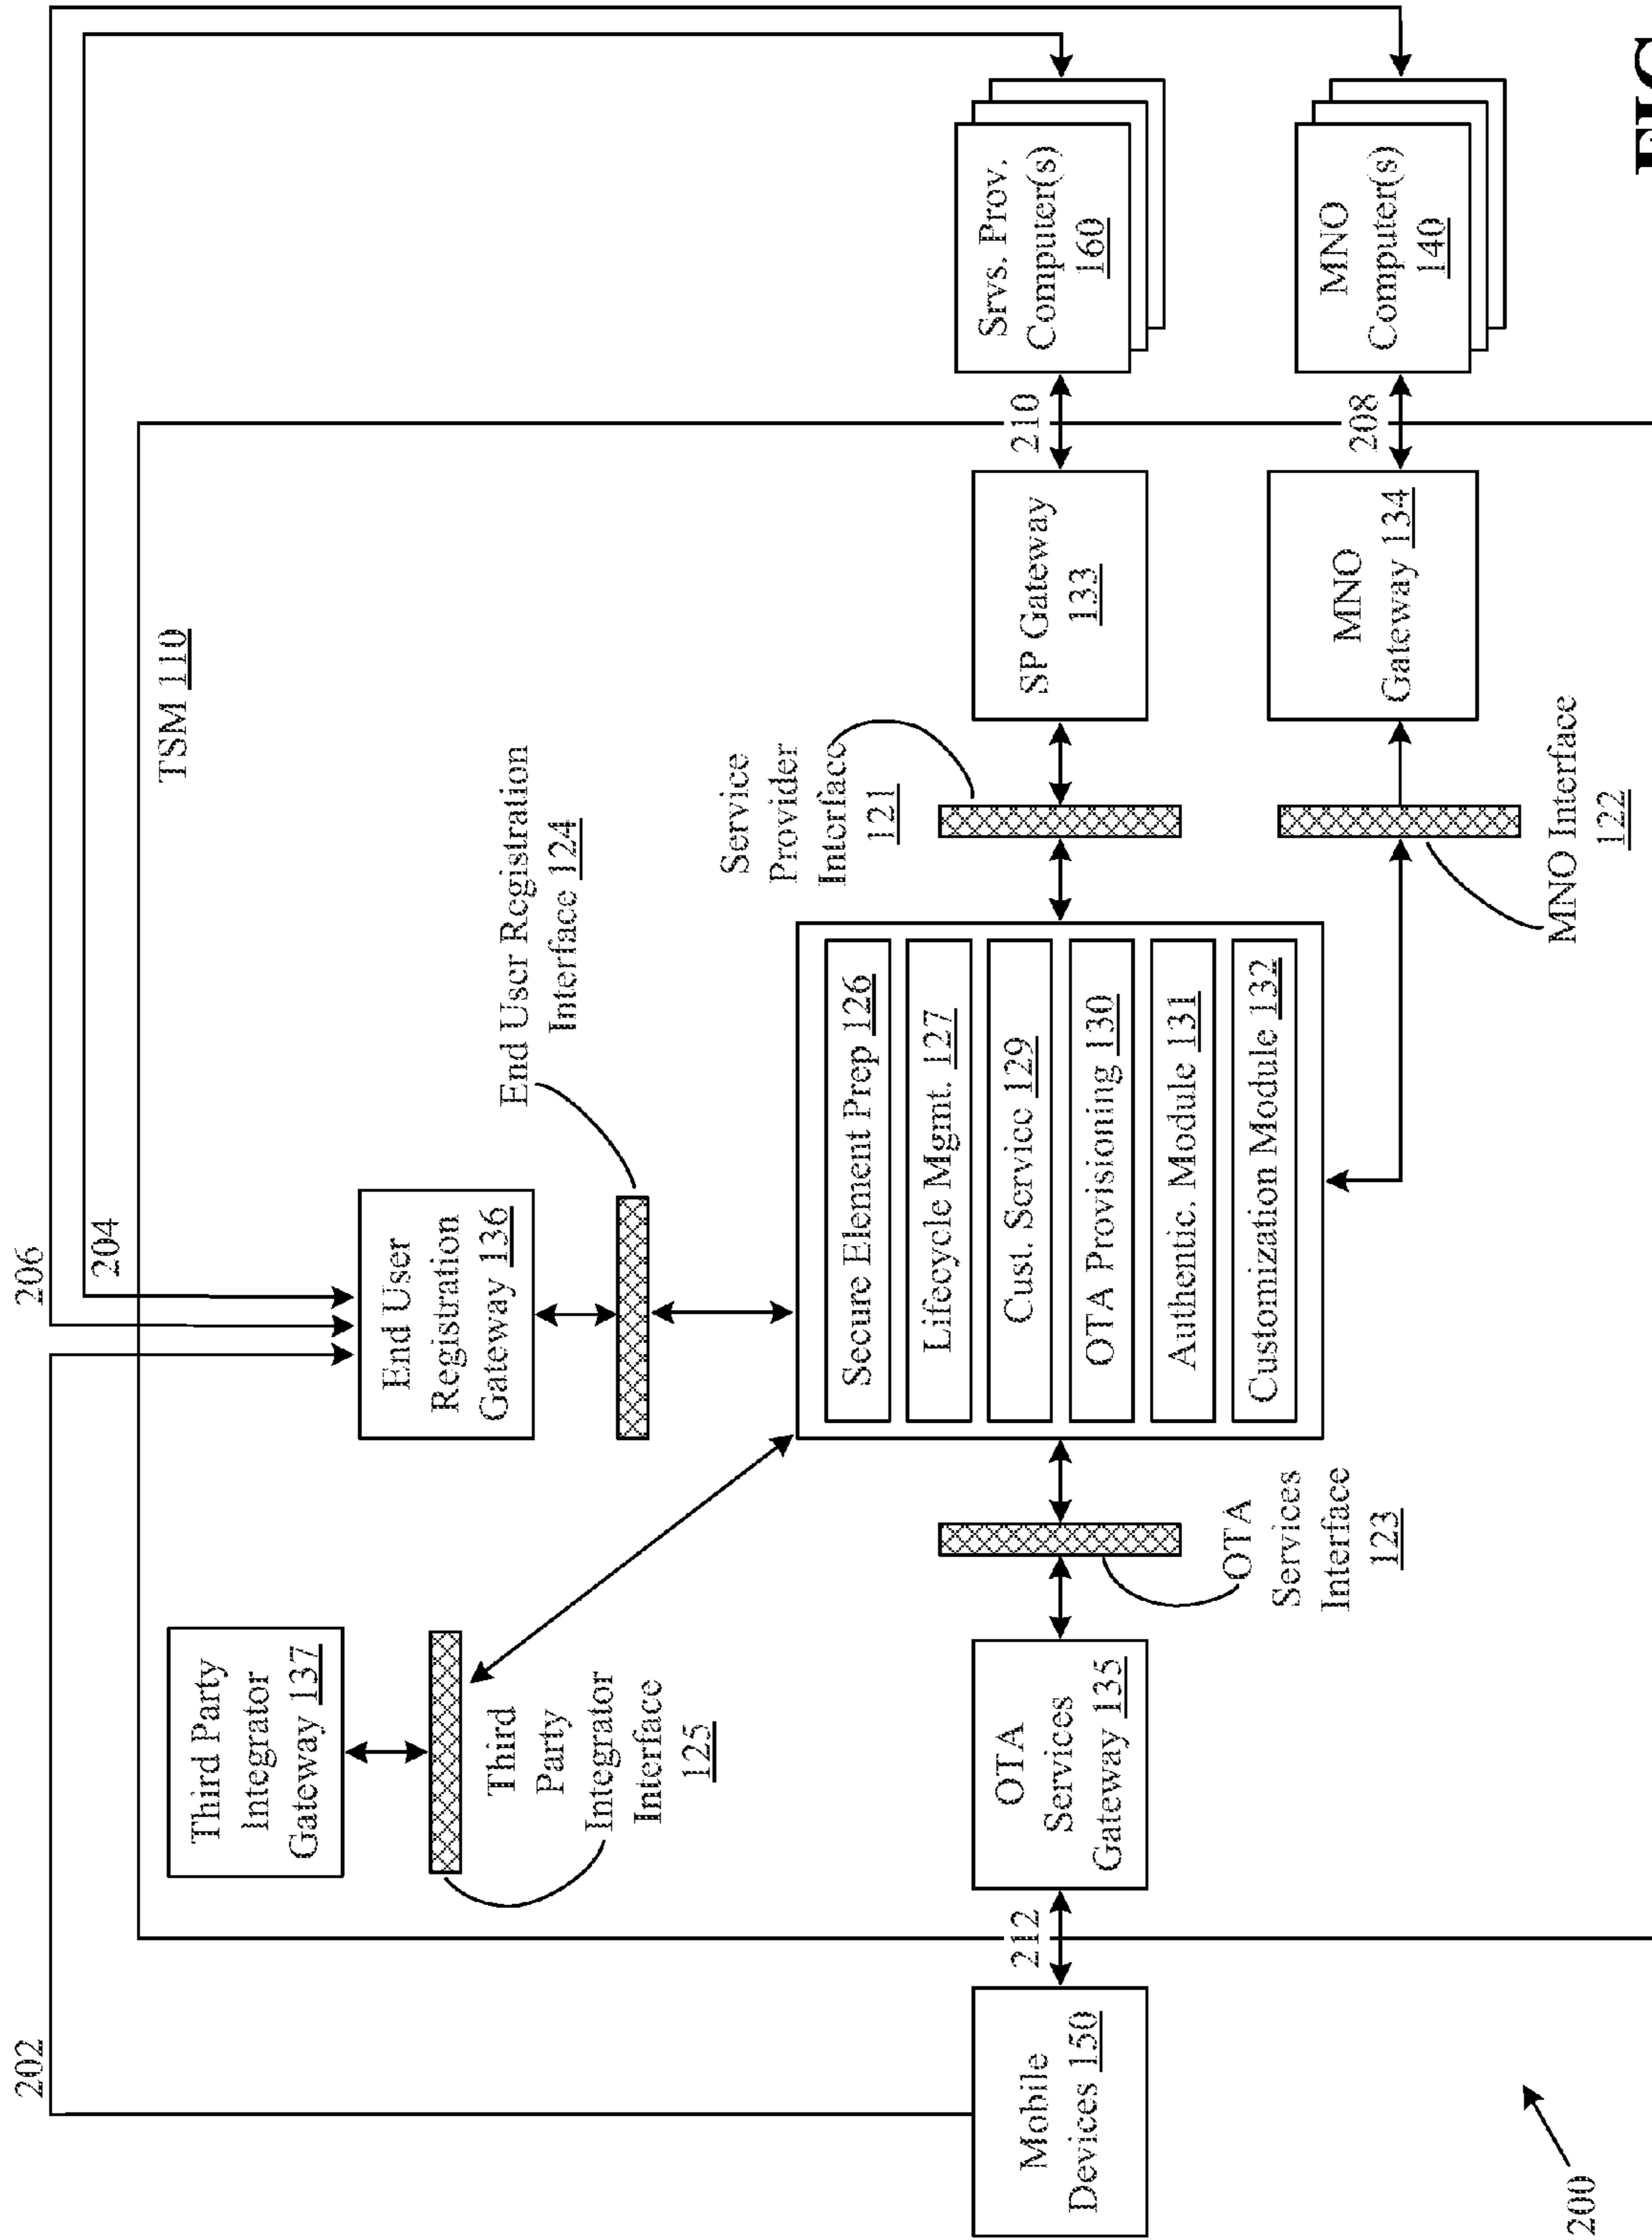 202
206
204
TSM 110
Third Party
Integrator
Gateway 137
End User
Registration
Gateway 136
Third
Party
Integrator
Interface
125
End User Registration
Interface 124
Service
Provider
Interface
121
Mobile
Devices 150
212
OTA
Services
Gateway 135
OTA
Services
Interface
123
Secure Element Prep 126
Lifecycle Mgmt. 127
Cust. Service 129
OTA Provisioning 130
Authentic. Module 131
Customization Module 132
SP Gateway
133
210
Srvs. Prov.
Computer(s)
160
MNO
Gateway 134
208
MNO
Computer(s)
140
MNO Interface
122
200